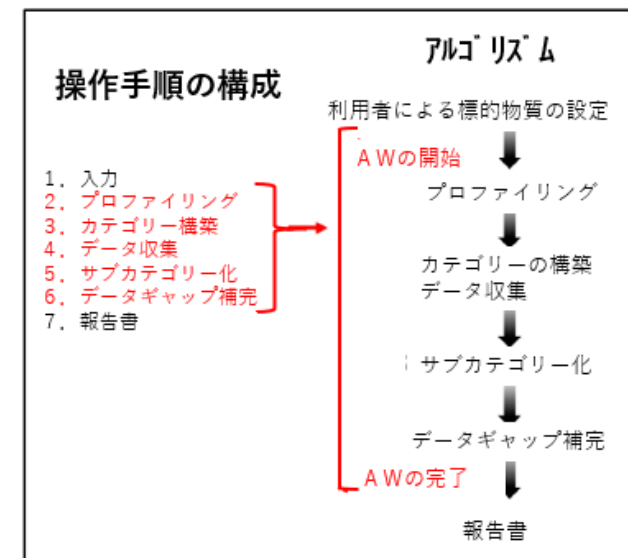 操作手順の構成
1. 入力
2. プロファイリング
3. カテゴリー構築
4. データ収集
5. サブカテゴリー化
6. データギャップ補完
7. 報告書
アルゴリズム
利用者による標的物質の設定
AWの開始
プロファイリング
カテゴリーの構築
データ収集
サブカテゴリー化
データギャップ補完
AWの完了
報告書